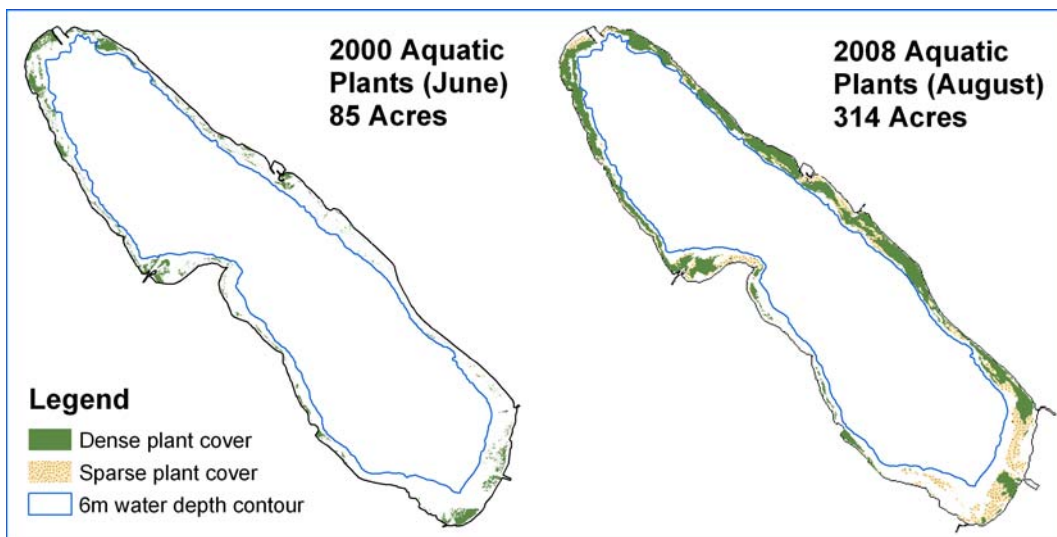 2000 Aquatic
Plants (June)
85 Acres
2008 Aquatic
Plants (August)
314 Acres
Legend
Dense plant cover
Sparse plant cover
6m water depth contour